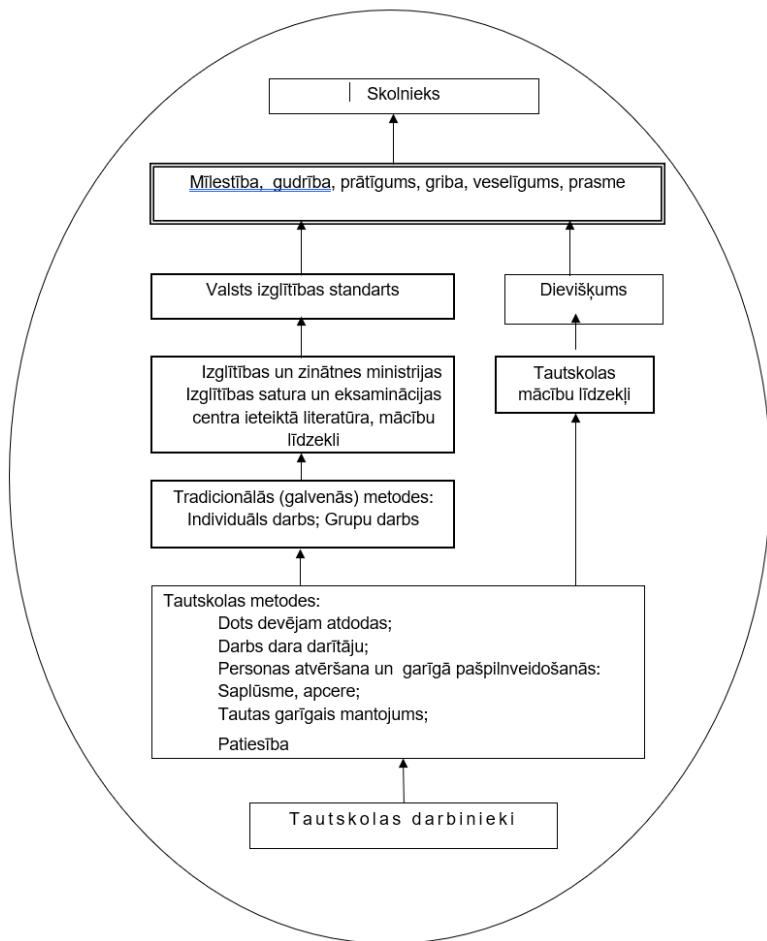 Skolnieks
Mīlestība, gudrība, prātīgums, griba, veselīgums, prasme
Valsts izglītības standarts
Dievišķums
Izglītības un zinātnes ministrijas
Izglītības satura un eksaminācijas
centra ieteiktā literatūra, mācību
līdzekli
Tautskolas
mācību līdzekļi
Tradicionālās (galvenās) metodes:
Individuāls darbs; Grupu darbs
Tautskolas metodes:
Dots devējam atdodas;
Darbs dara darītāju;
Personas atvēršana un garīgā pašpilnveidošanās:
Saplūsme, apcere;
Tautas garīgais mantojums;
Patiesība
Tautskolas darbinieki